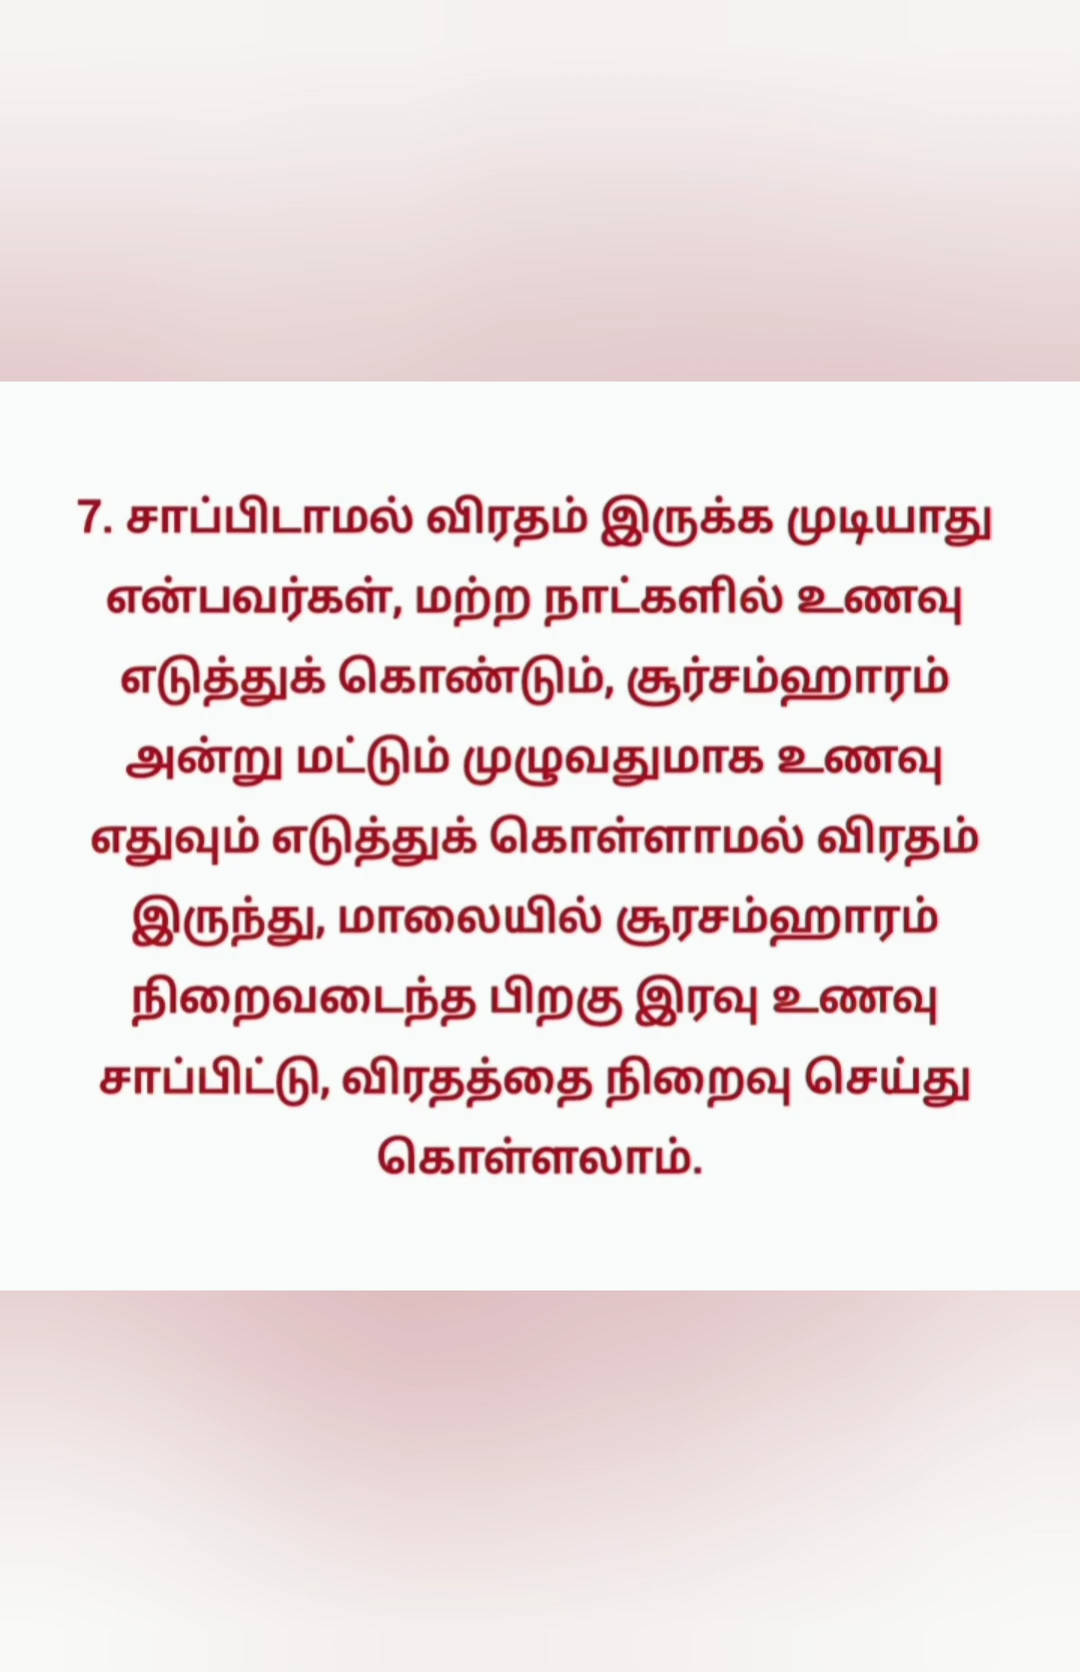 7. சாப்பிடாமல் விரதம் இருக்க முடியாது
என்பவர்கள், மற்ற நாட்களில் உணவு
எடுத்துக் கொண்டும், சூர்சம்ஹாரம்
அன்று மட்டும் முழுவதுமாக உணவு
எதுவும் எடுத்துக் கொள்ளாமல் விரதம்
இருந்து, மாலையில் சூரசம்ஹாரம்
நிறைவடைந்த பிறகு இரவு உணவு
சாப்பிட்டு, விரதத்தை நிறைவு செய்து
கொள்ளலாம்.